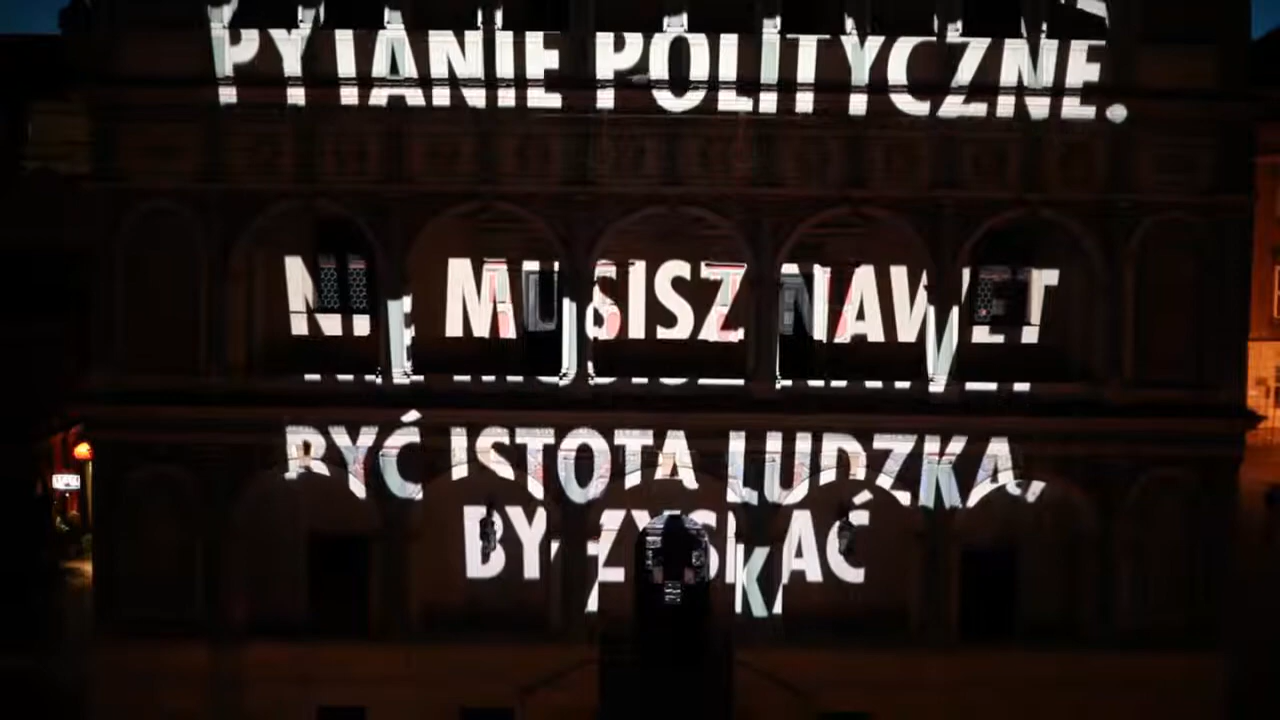 PYTANIE POLITYCZNE.
NIE MUSISZ NAWET
BYĆ ISTOTĄ LUDZKĄ,
BY ZYSKAĆ